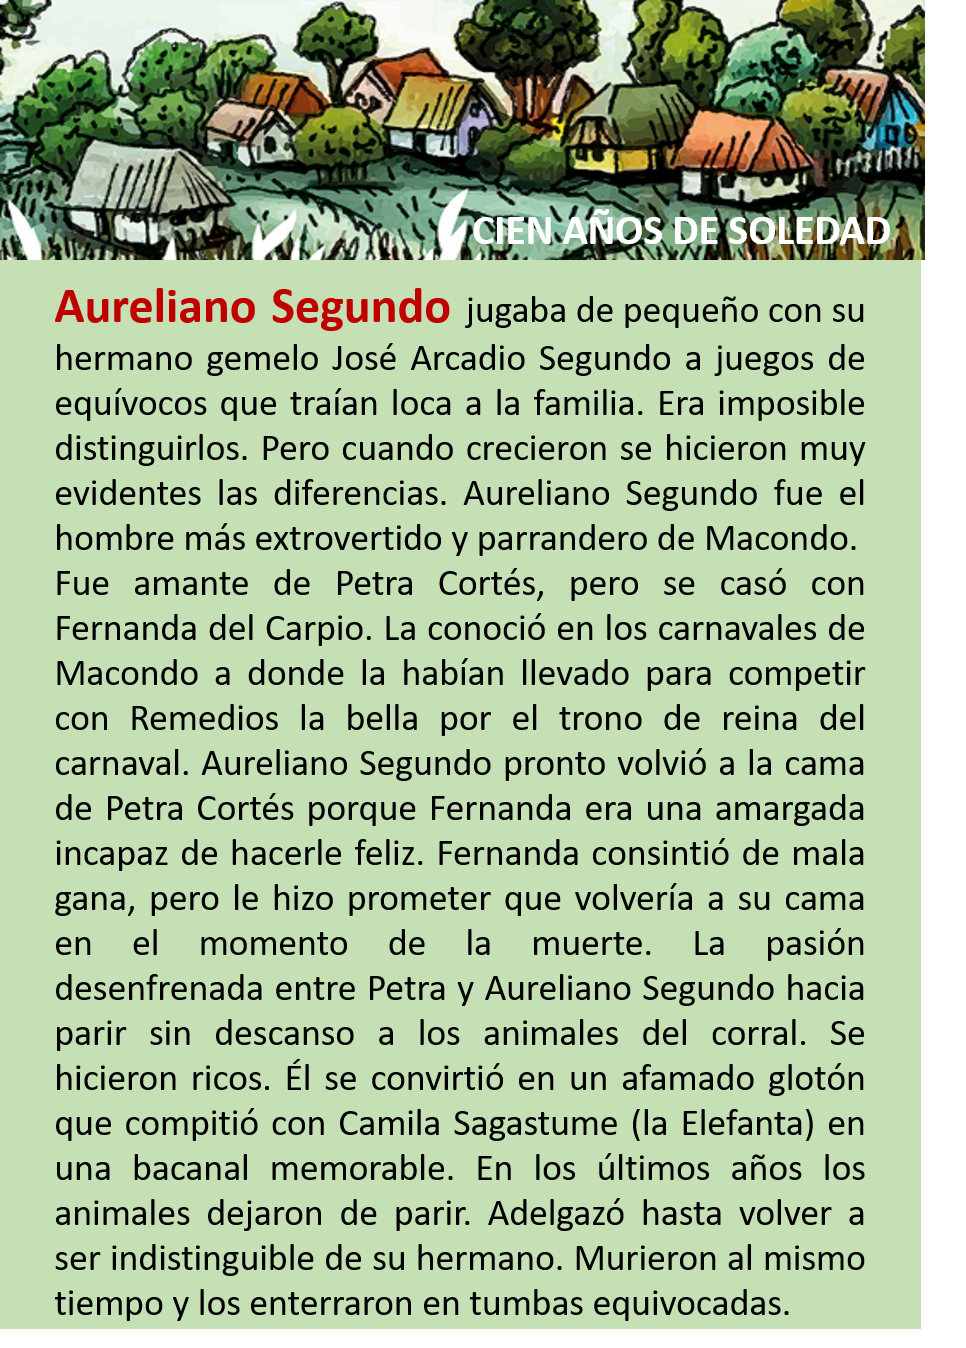 CIEN AÑOS DE SOLEDAD
Aureliano Segundo jugaba de pequeño con su
hermano gemelo José Arcadio Segundo a juegos de
equívocos que traían loca a la familia. Era imposible
distinguirlos. Pero cuando crecieron se hicieron muy
evidentes las diferencias. Aureliano Segundo fue el
hombre más extrovertido y parrandero de Macondo.
Fue amante de Petra Cortés, pero se casó con
Fernanda del Carpio. La conoció en los carnavales de
Macondo a donde la habían llevado para competir
con Remedios la bella por el trono de reina del
carnaval. Aureliano Segundo pronto volvió a la cama
de Petra Cortés porque Fernanda era una amargada
incapaz de hacerle feliz. Fernanda consintió de mala
gana, pero le hizo prometer que volvería a su cama
en el momento de la muerte. La pasión
desenfrenada entre Petra y Aureliano Segundo hacia
parir sin descanso a los animales del corral. Se
hicieron ricos. Él se convirtió en un afamado glotón
que compitió con Camila Sagastume (la Elefanta) en
una bacanal memorable. En los últimos años los
animales dejaron de parir. Adelgazó hasta volver a
ser indistinguible de su hermano. Murieron al mismo
tiempo y los enterraron en tumbas equivocadas.